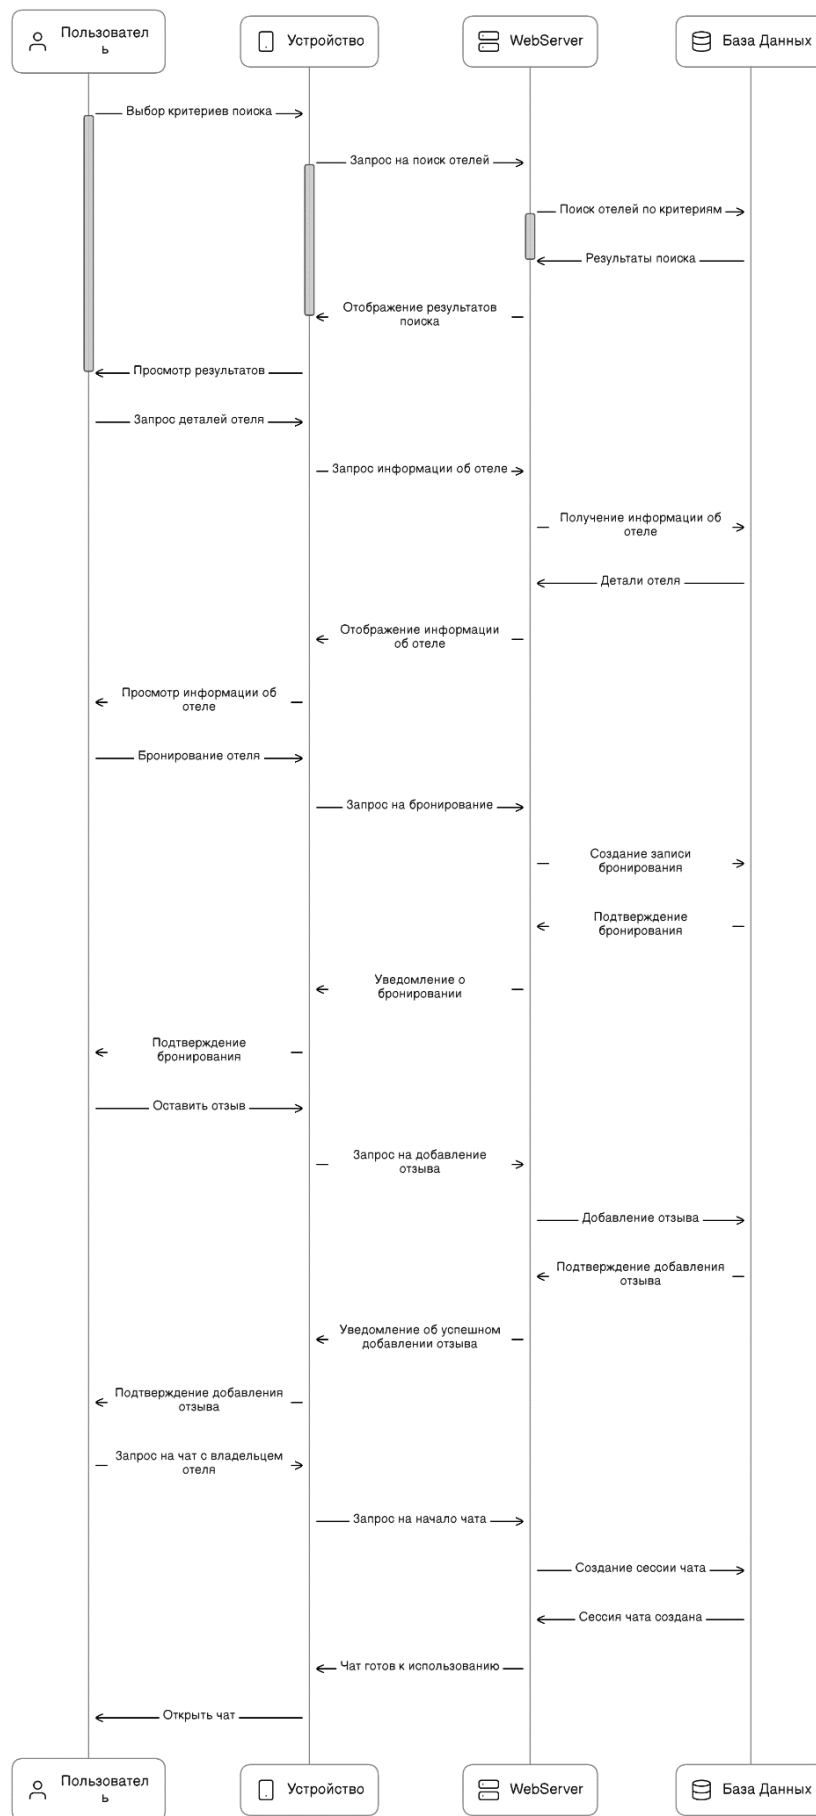 Пользовател
ь
Устройство
WebServer
База Данных
Выбор критериев поиска
Запрос на поиск отелей
Поиск отелей по критериям
Результаты поиска
Отображение результатов
поиска
Просмотр результатов
Запрос деталей отеля
Запрос информации об отеле
Получение информации об
отеле
Детали отеля
Отображение информации
об отеле
Просмотр информации об
отеле
Бронирование отеля
Запрос на бронирование
Создание записи
бронирования
Подтверждение
бронирования
Уведомление о
бронировании
Подтверждение
бронирования
Оставить отзыв
Запрос на добавление
отзыва
Добавление отзыва
Подтверждение добавления
отзыва
Уведомление об успешном
добавлении отзыва
Подтверждение добавления
отзыва
Запрос на чат с владельцем
отеля
Запрос на начало чата
Создание сессии чата
Сессия чата создана
Чат готов к использованию
Открыть чат
Пользовател
ь
Устройство
WebServer
База Данных